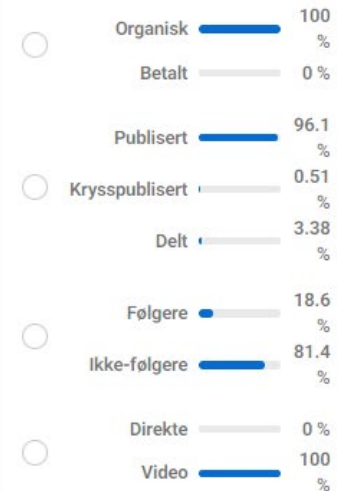 Organisk 100 %
Betalt 0 %
Publisert 96.1 %
Krysspublisert 0.51 %
Delt 3.38 %
Følgere 18.6 %
Ikke-følgere 81.4 %
Direkte 0 %
Video 100 %